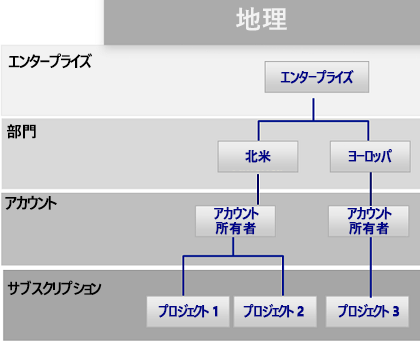 地理
エンタープライズ
エンタープライズ
部門
北米
ヨーロッパ
アカウント
アカウント
所有者
アカウント
所有者
サブスクリプション
プロジェクト 1
プロジェクト 2
プロジェクト 3